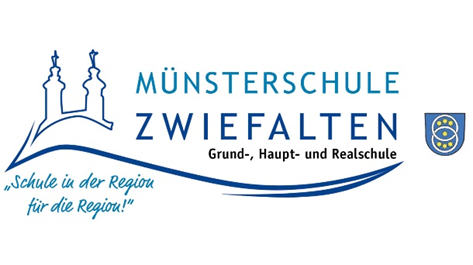 MÜNSTERSCHULE
ZWIEFALTEN
Grund-, Haupt- und Realschule
„Schule in der Region
für die Region!"